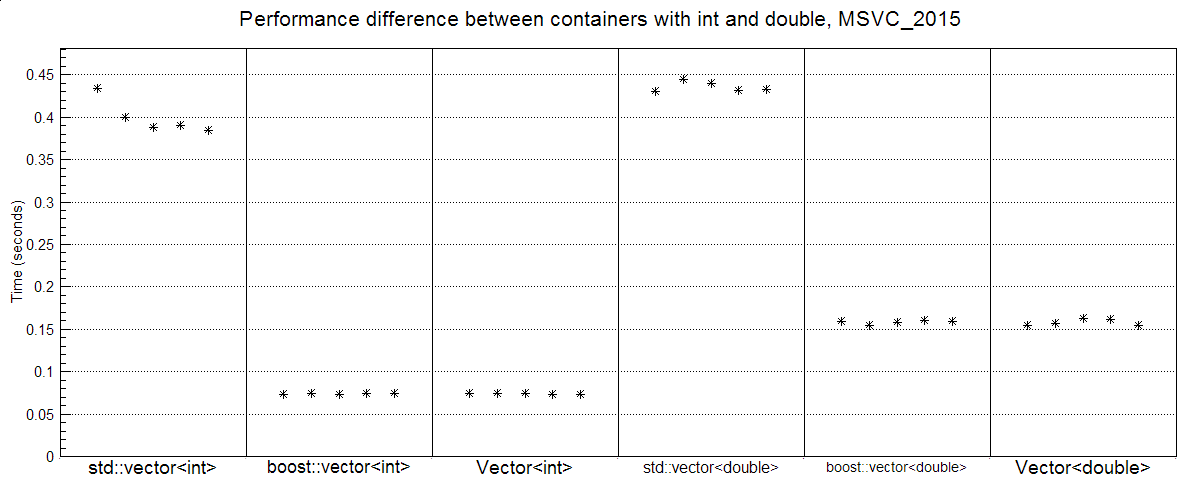 Performance difference between containers with int and double, MSVC_2015
Time (seconds)
0.45
0.4
0.35
0.3
0.25
0.2
0.15
0.1
0.05
0
std::vector<int>
boost::vector<int>
Vector<int>
std::vector<double>
boost::vector<double>
Vector<double>